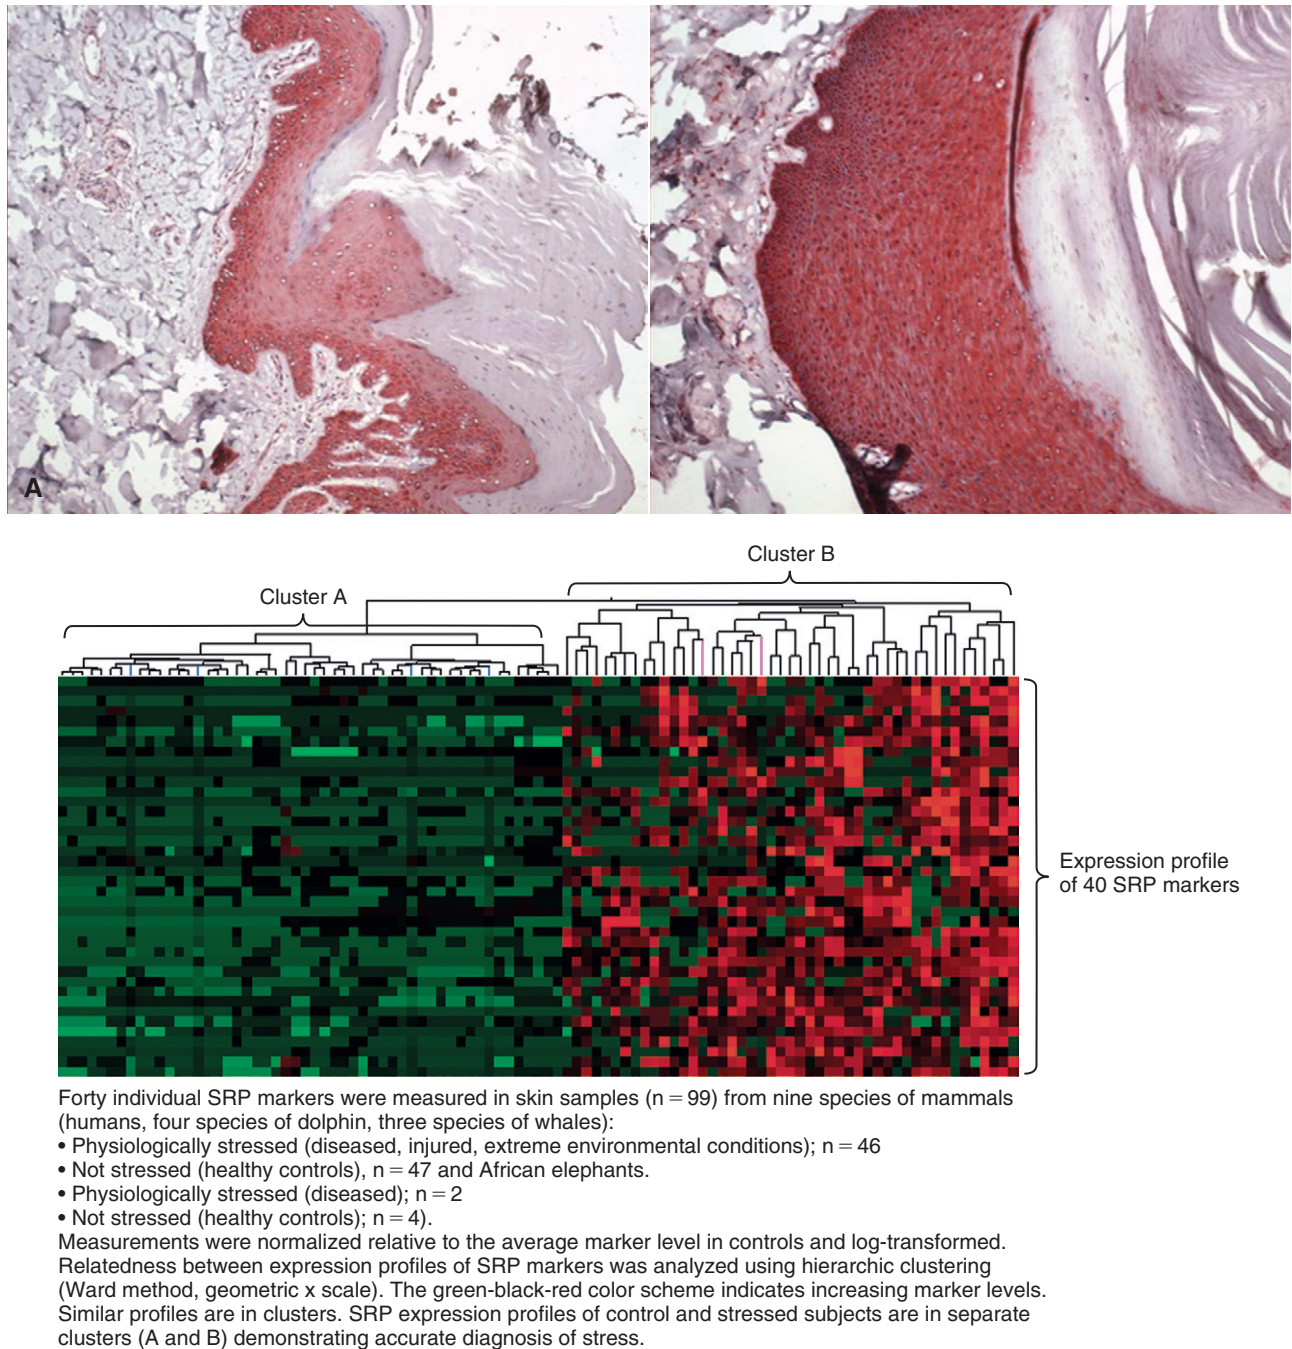 A
Cluster B
Cluster A
Expression profile
of 40 SRP markers
Forty individual SRP markers were measured in skin samples (n = 99) from nine species of mammals
(humans, four species of dolphin, three species of whales):
• Physiologically stressed (diseased, injured, extreme environmental conditions); n = 46
• Not stressed (healthy controls), n = 47 and African elephants.
• Physiologically stressed (diseased); n = 2
• Not stressed (healthy controls); n = 4).
Measurements were normalized relative to the average marker level in controls and log-transformed.
Relatedness between expression profiles of SRP markers was analyzed using hierarchic clustering
(Ward method, geometric x scale). The green-black-red color scheme indicates increasing marker levels.
Similar profiles are in clusters. SRP expression profiles of control and stressed subjects are in separate
clusters (A and B) demonstrating accurate diagnosis of stress.